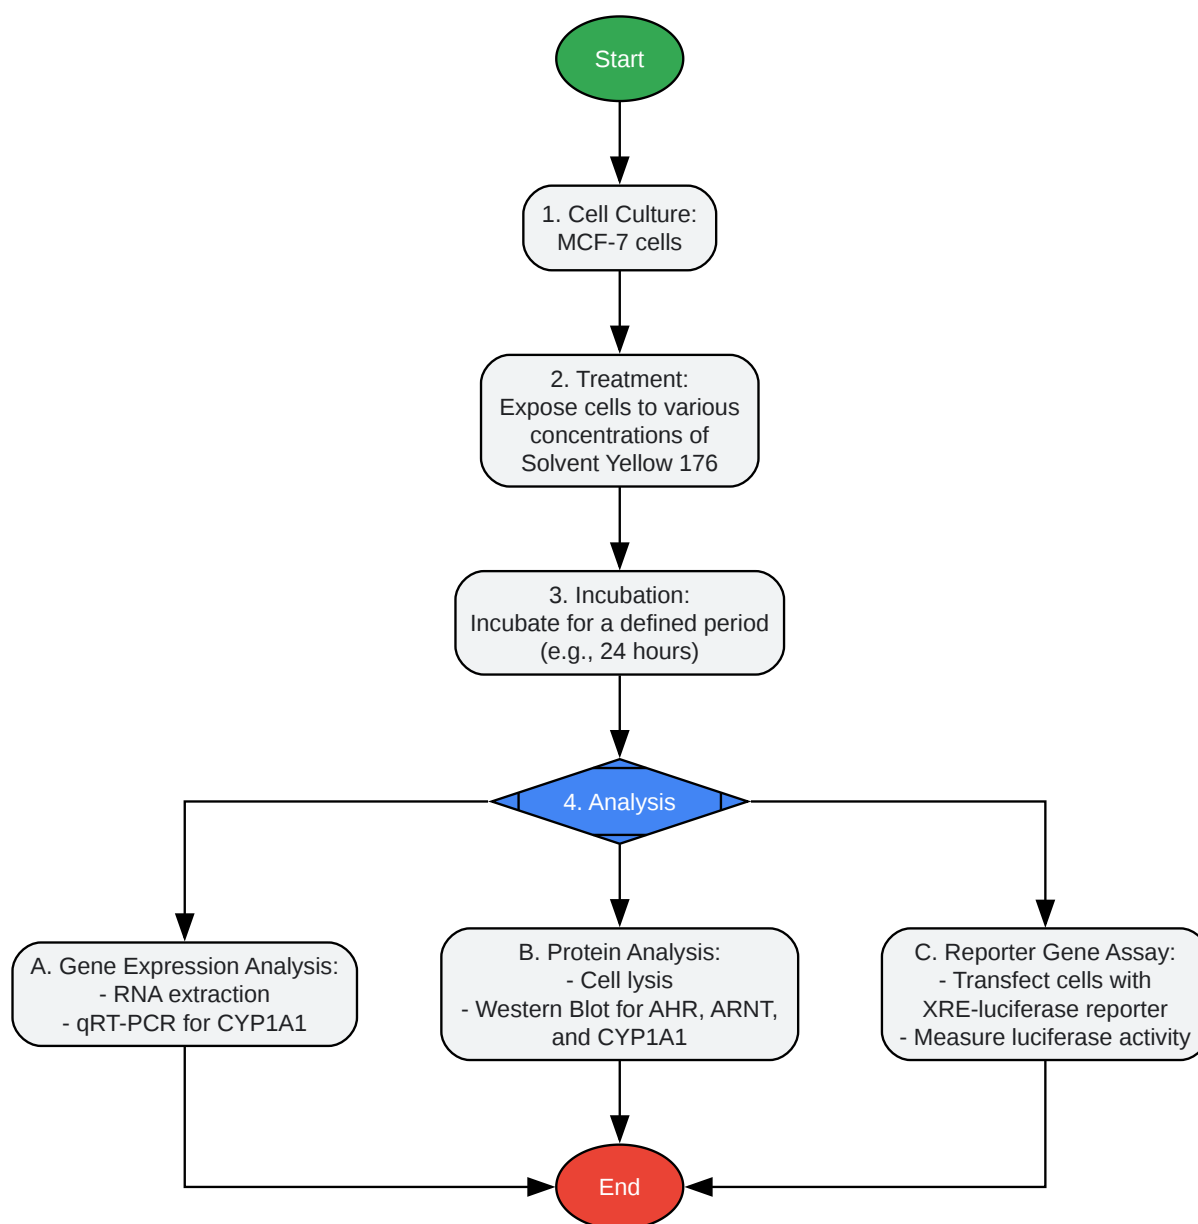 Start
1. Cell Culture:
MCF-7 cells
2. Treatment:
Expose cells to various
concentrations of
Solvent Yellow 176
3. Incubation:
Incubate for a defined period
(e.g., 24 hours)
4. Analysis
A. Gene Expression Analysis:
- RNA extraction
- qRT-PCR for CYP1A1
B. Protein Analysis:
- Cell lysis
- Western Blot for AHR, ARNT,
and CYP1A1
C. Reporter Gene Assay:
- Transfect cells with
XRE-luciferase reporter
- Measure luciferase activity
End